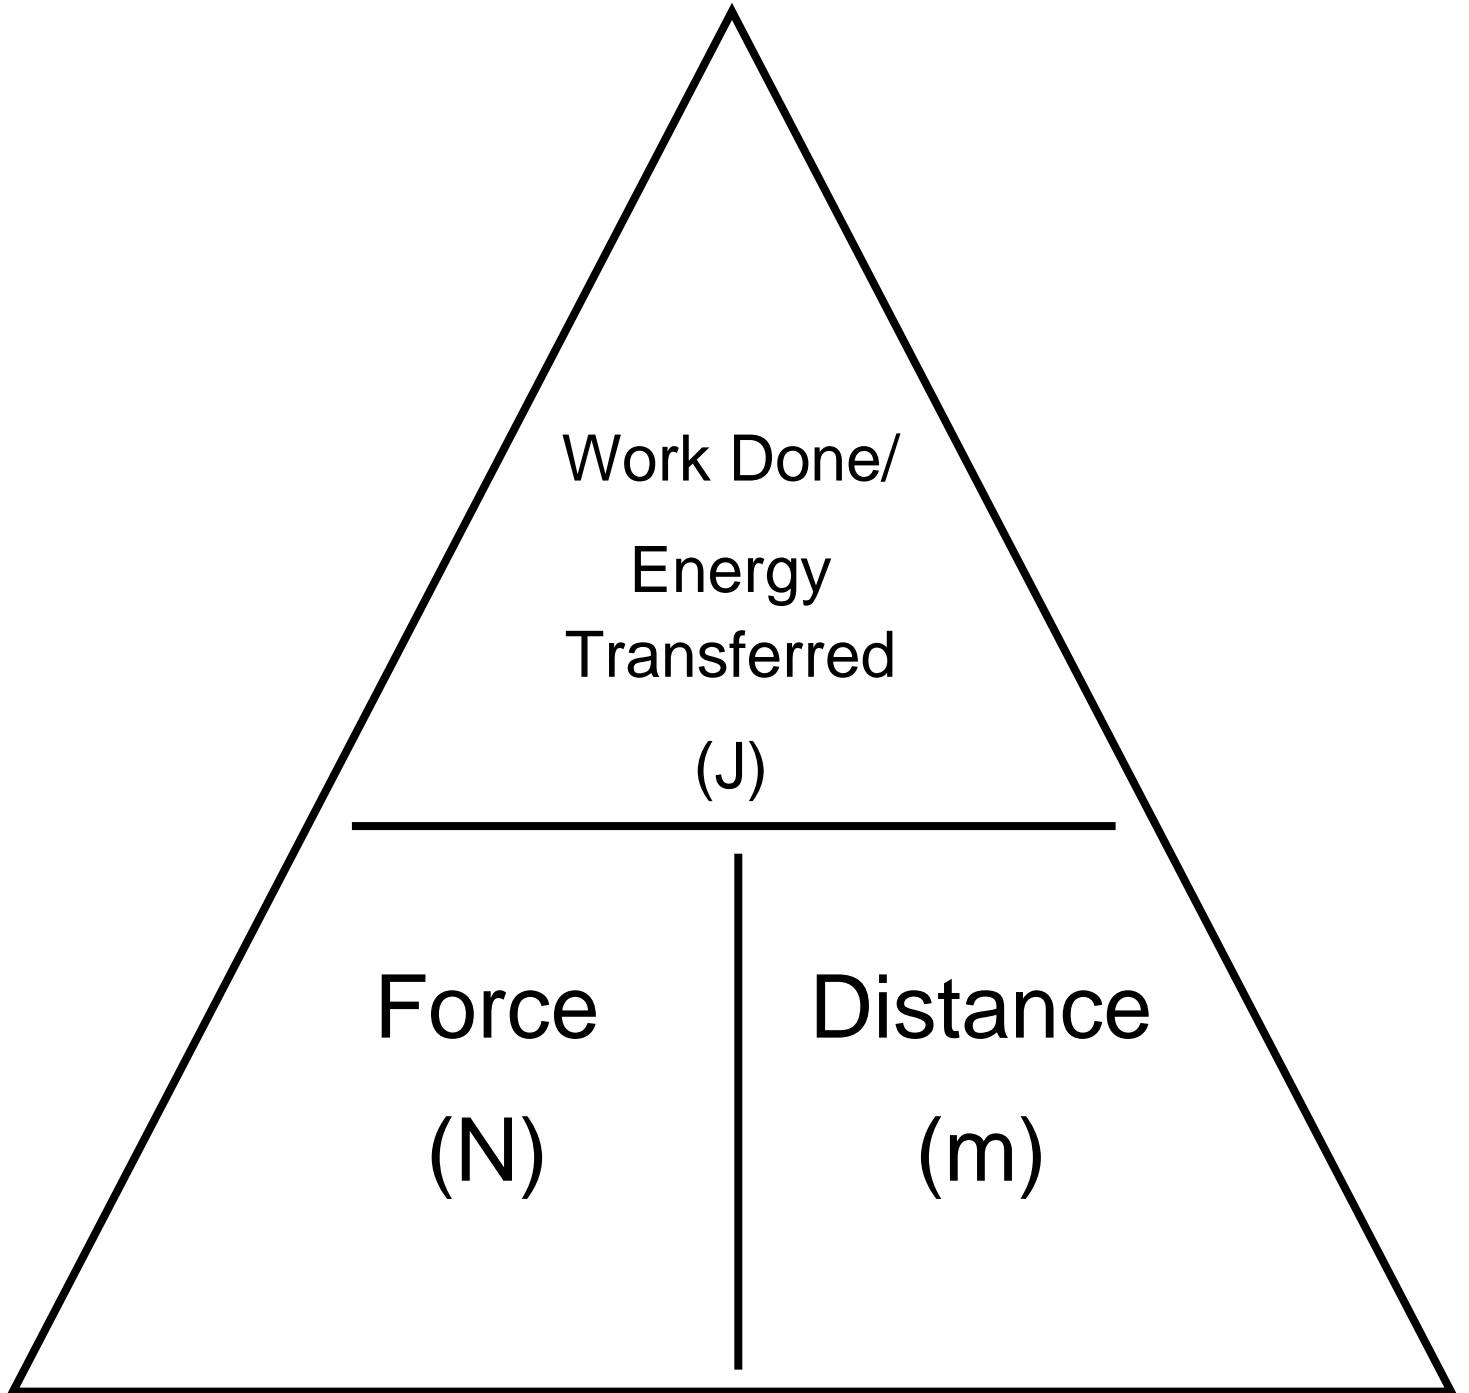 Work Done/
Energy
Transferred
(J)
Force
(N)
Distance
(m)